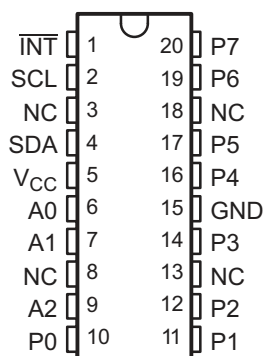 I̅N̅T̅ 1 20 P7
SCL 2 19 P6
NC 3 18 NC
SDA 4 17 P5
VCC 5 16 P4
A0 6 15 GND
A1 7 14 P3
NC 8 13 NC
A2 9 12 P2
P0 10 11 P1